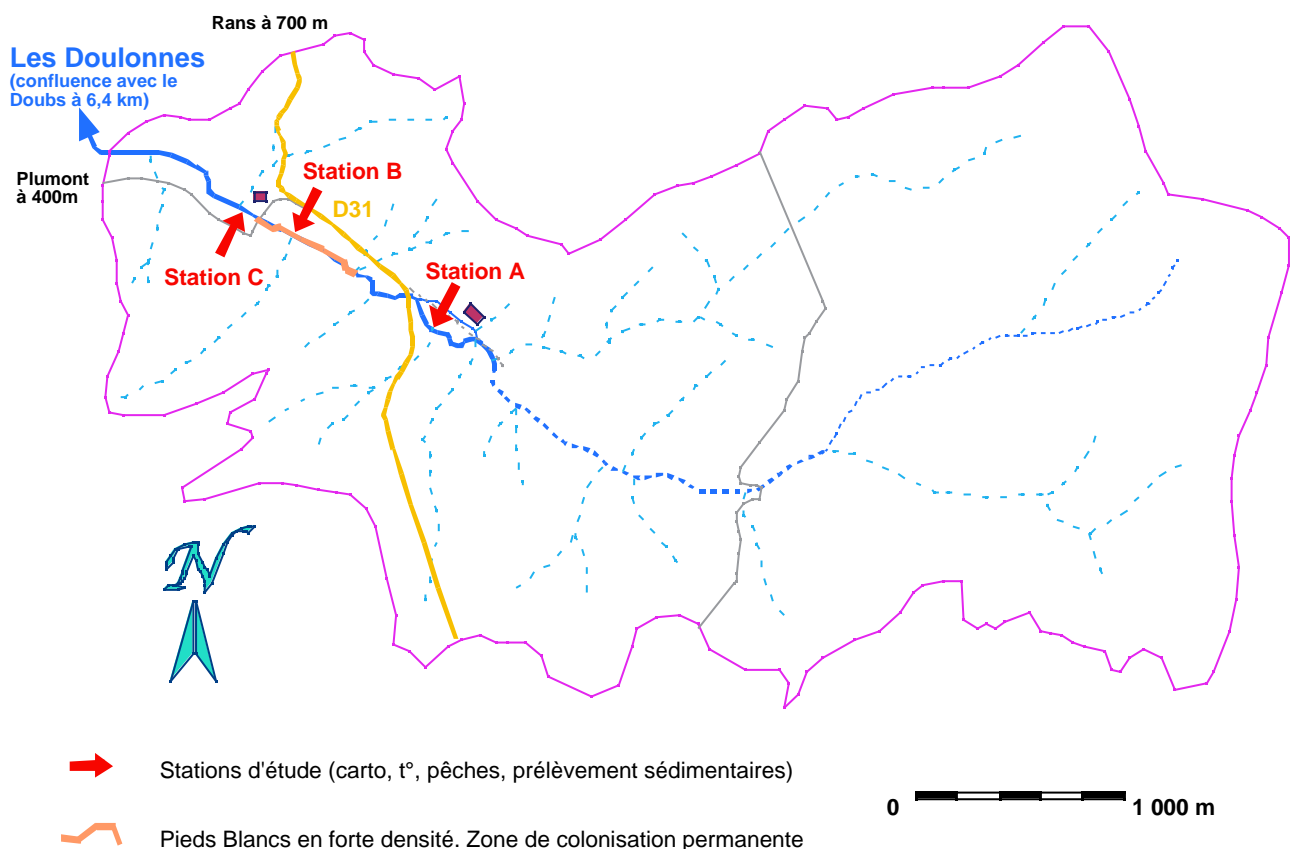 Rans à 700 m
Les Doulonnes
(confluence avec le
Doubs à 6,4 km)
Station B
Plumont
à 400m
D31
Station C
Station A
N
Stations d'étude (carto, t°, pêches, prélèvement sédimentaires)
0
1 000 m
Pieds Blancs en forte densité. Zone de colonisation permanente